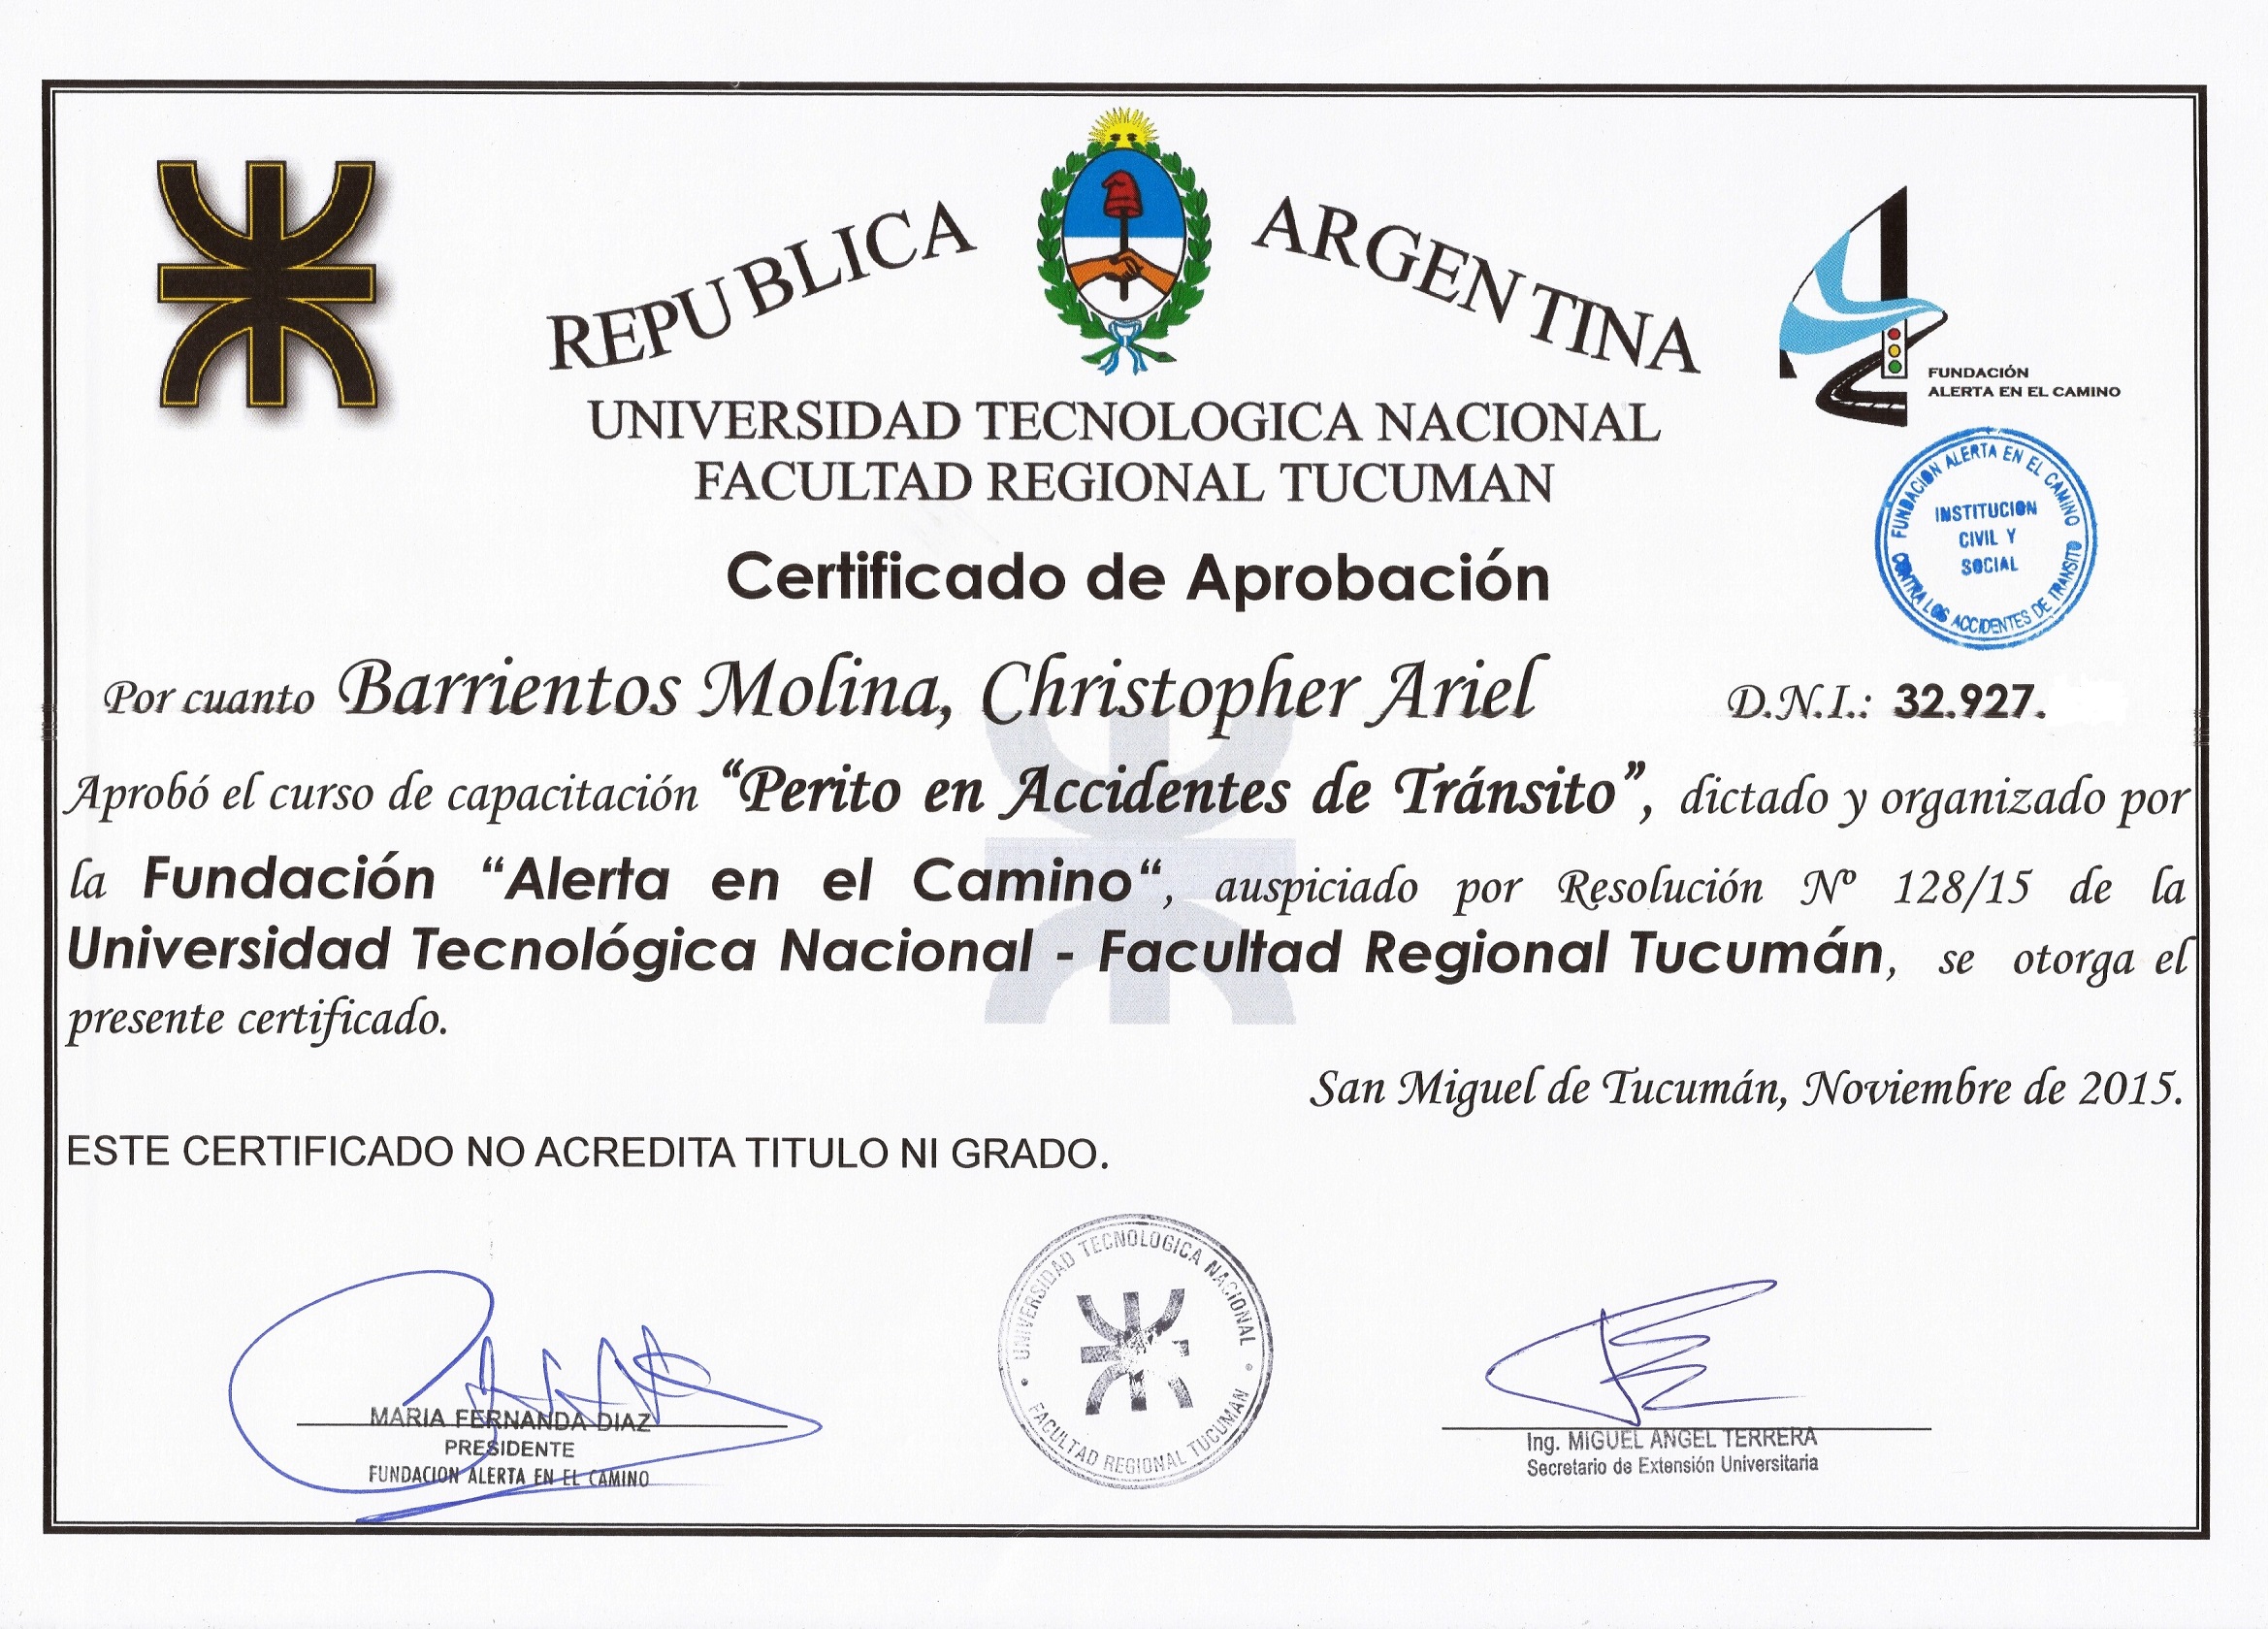 REPUBLICA ARGENTINA
FUNDACIÓN
ALERTA EN EL CAMINO
UNIVERSIDAD TECNOLOGICA NACIONAL
FACULTAD REGIONAL TUCUMAN
FUNDACION ALERTA EN EL CAMINO
INSTITUCION
CIVIL Y
SOCIAL
CONTRA LOS ACCIDENTES DE TRANSITO
Certificado de Aprobación
Por cuanto Barrientos Molina, Christopher Ariel D.N.I.: 32.927.
Aprobó el curso de capacitación “Perito en Accidentes de Tránsito”, dictado y organizado por
la Fundación “Alerta en el Camino“, auspiciado por Resolución Nº 128/15 de la
Universidad Tecnológica Nacional - Facultad Regional Tucumán, se otorga el
presente certificado.
San Miguel de Tucumán, Noviembre de 2015.
ESTE CERTIFICADO NO ACREDITA TITULO NI GRADO.
MARIA FERNANDA DIAZ
PRESIDENTE
FUNDACION ALERTA EN EL CAMINO
UNIVERSIDAD TECNOLOGICA NACIONAL
FACULTAD REGIONAL TUCUMAN
Ing. MIGUEL ANGEL TERRERA
Secretario de Extensión Universitaria